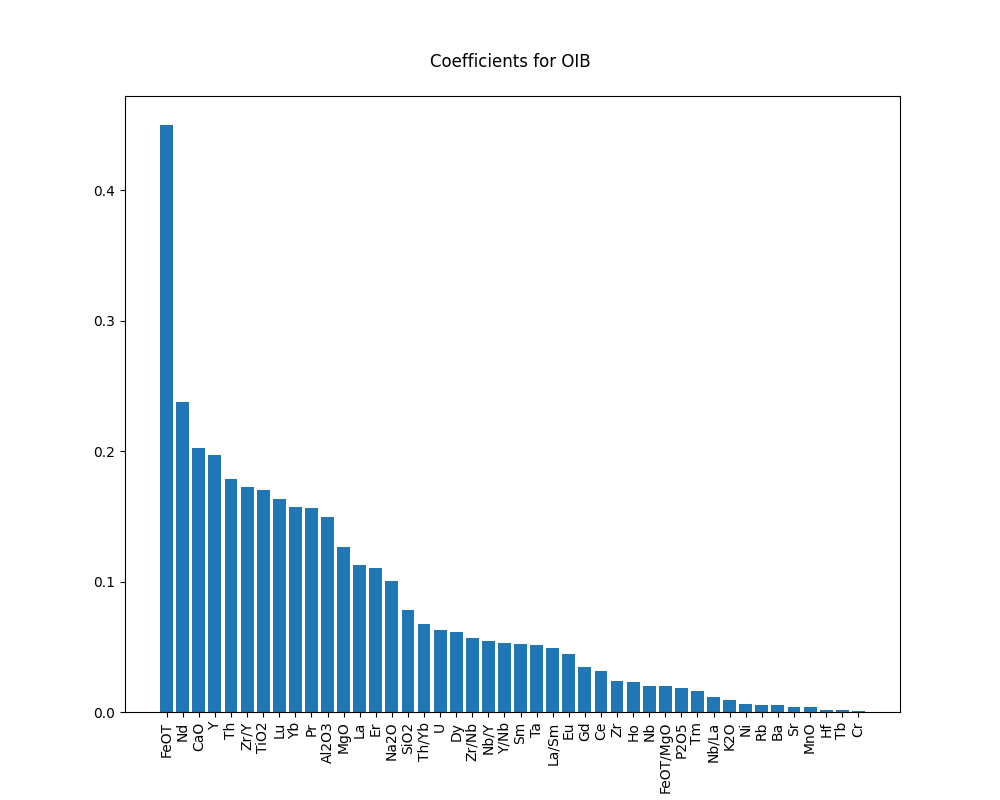 Coefficients for OIB
0.4
0.3
0.2
0.1
0.0
FeOT
Nd
CaO
Y
Th
Zr/Y
TiO2
Lu
Yb
Pr
Al2O3
MgO
La
Er
Na2O
SiO2
Th/Yb
U
Dy
Zr/Nb
Nb/Y
Y/Nb
Sm
Ta
La/Sm
Eu
Gd
Ce
Zr
Ho
Nb
FeOT/MgO
P2O5
Tm
Nb/La
K2O
Ni
Rb
Ba
Sr
MnO
Hf
Tb
Cr